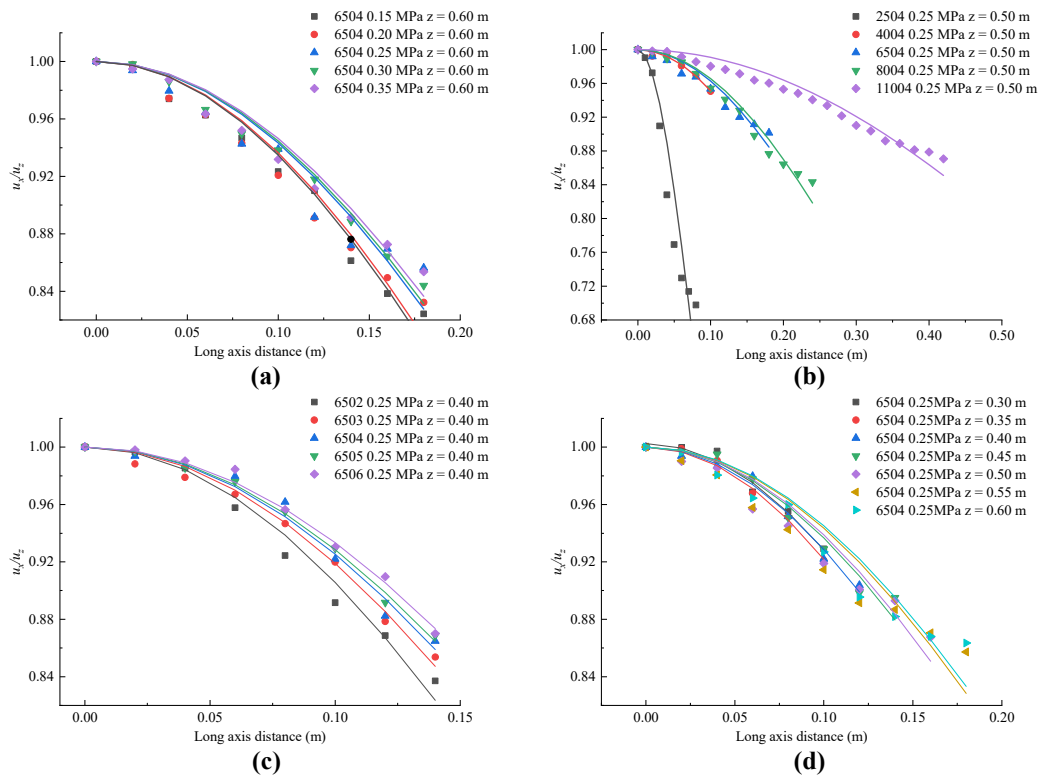 6504 0.15 MPa z = 0.60 m
6504 0.20 MPa z = 0.60 m
6504 0.25 MPa z = 0.60 m
6504 0.30 MPa z = 0.60 m
6504 0.35 MPa z = 0.60 m
1.00
0.96
0.92
0.88
0.84
u_x/u_z
0.00 0.05 0.10 0.15 0.20
Long axis distance (m)
(a)
2504 0.25 MPa z = 0.50 m
4004 0.25 MPa z = 0.50 m
6504 0.25 MPa z = 0.50 m
8004 0.25 MPa z = 0.50 m
11004 0.25 MPa z = 0.50 m
1.00
0.96
0.92
0.88
0.84
0.80
0.76
0.72
0.68
u_x/u_z
0.00 0.10 0.20 0.30 0.40 0.50
Long axis distance (m)
(b)
6502 0.25 MPa z = 0.40 m
6503 0.25 MPa z = 0.40 m
6504 0.25 MPa z = 0.40 m
6505 0.25 MPa z = 0.40 m
6506 0.25 MPa z = 0.40 m
1.00
0.96
0.92
0.88
0.84
u_x/u_z
0.00 0.05 0.10 0.15
Long axis distance (m)
(c)
6504 0.25MPa z = 0.30 m
6504 0.25MPa z = 0.35 m
6504 0.25MPa z = 0.40 m
6504 0.25MPa z = 0.45 m
6504 0.25MPa z = 0.50 m
6504 0.25MPa z = 0.55 m
6504 0.25MPa z = 0.60 m
1.00
0.96
0.92
0.88
0.84
u_x/u_z
0.00 0.05 0.10 0.15 0.20
Long axis distance (m)
(d)